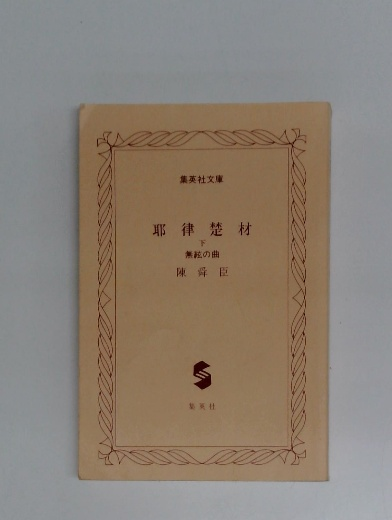 集英社文庫
耶律楚材
下
無絃の曲
陳舜臣
集英社